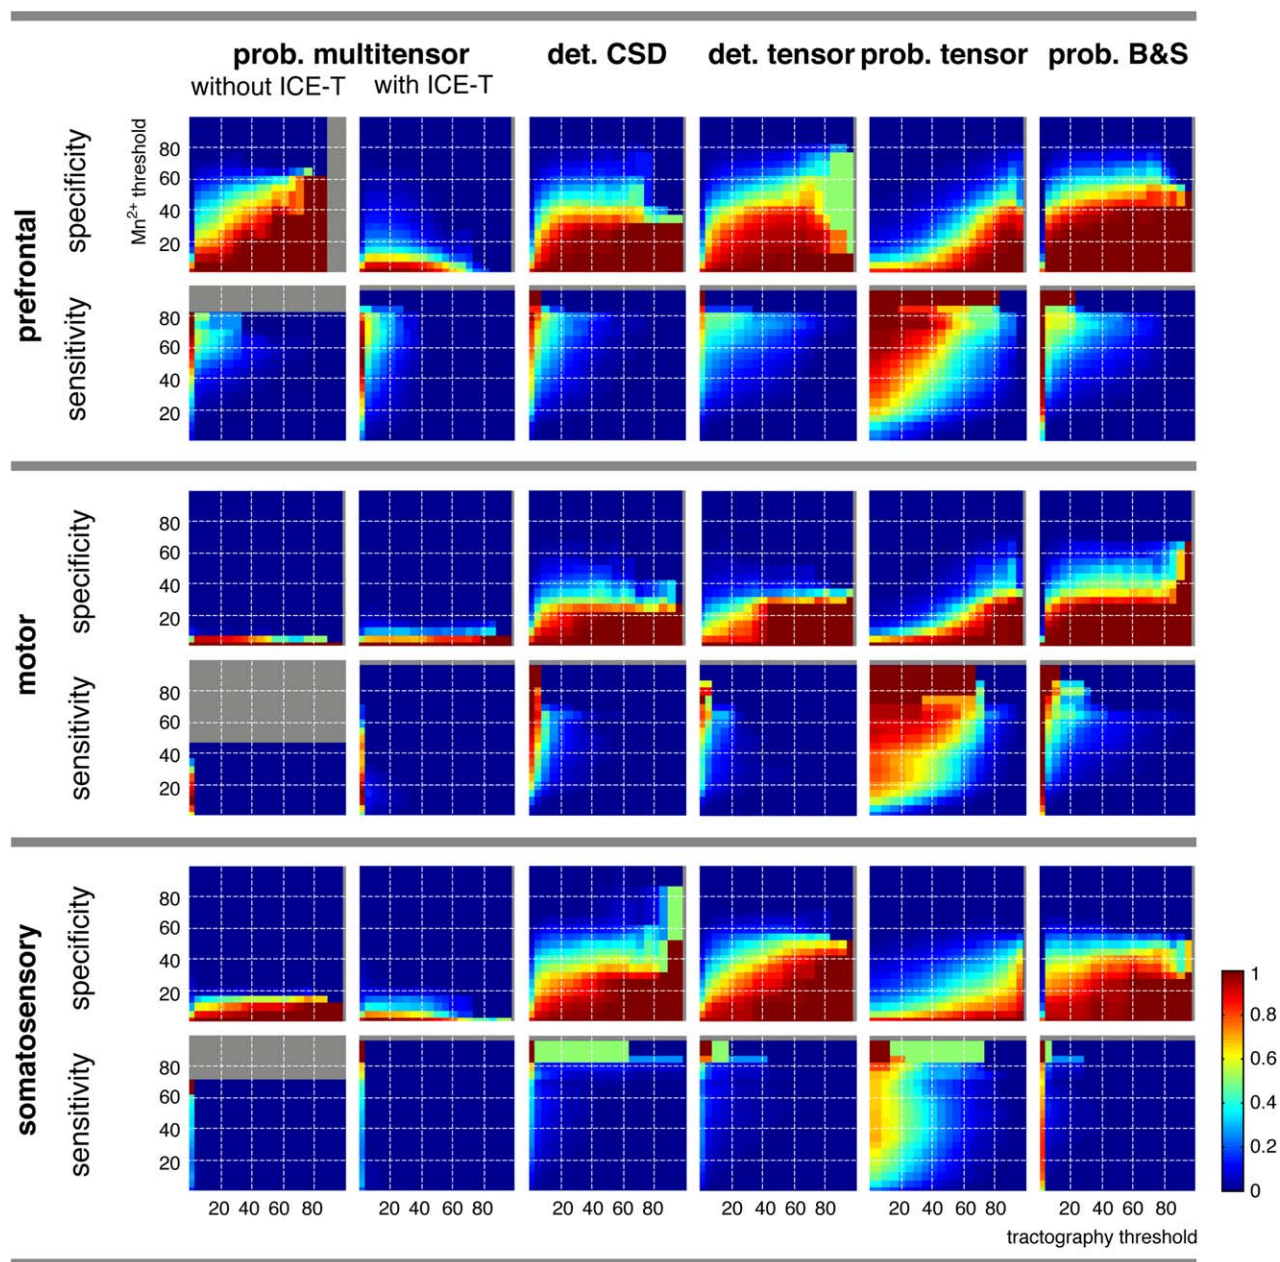 prob. multitensor det. CSD det. tensor prob. tensor prob. B&S
without ICE-T with ICE-T
prefrontal
specificity
Mn2+ threshold
80
60
40
20
sensitivity
80
60
40
20
motor
specificity
80
60
40
20
sensitivity
80
60
40
20
somatosensory
specificity
80
60
40
20
sensitivity
80
60
40
20
20 40 60 80 20 40 60 80 20 40 60 80 20 40 60 80 20 40 60 80 20 40 60 80
tractography threshold
1
0.8
0.6
0.4
0.2
0